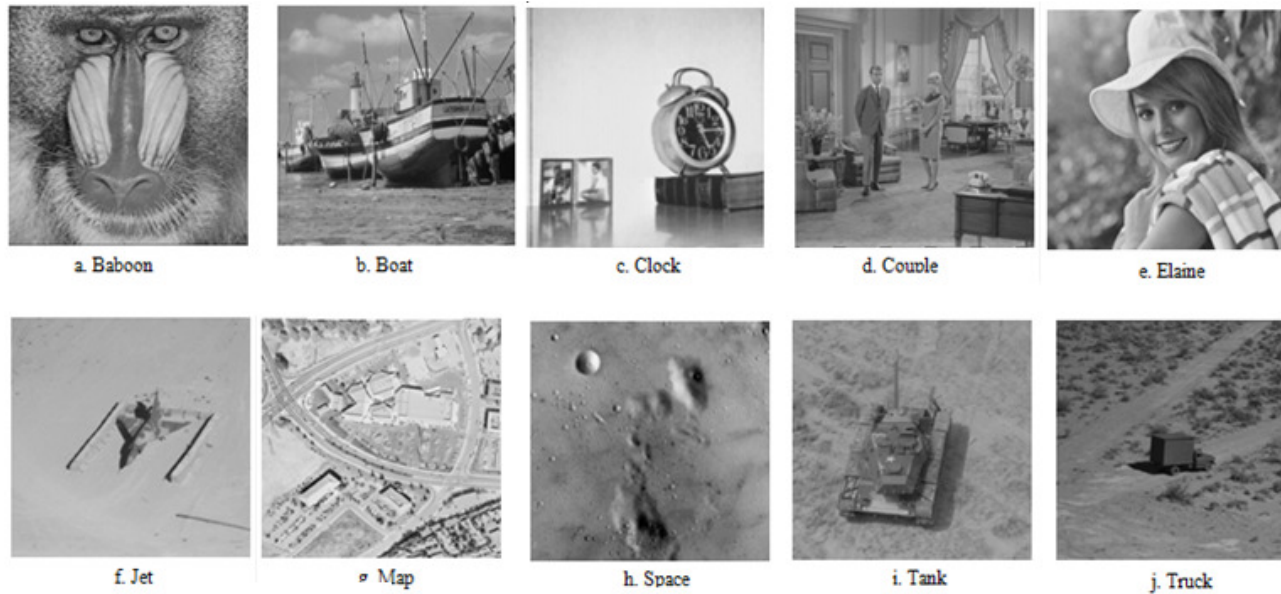 a. Baboon
b. Boat
c. Clock
d. Couple
e. Elaine
f. Jet
g. Map
h. Space
i. Tank
j. Truck